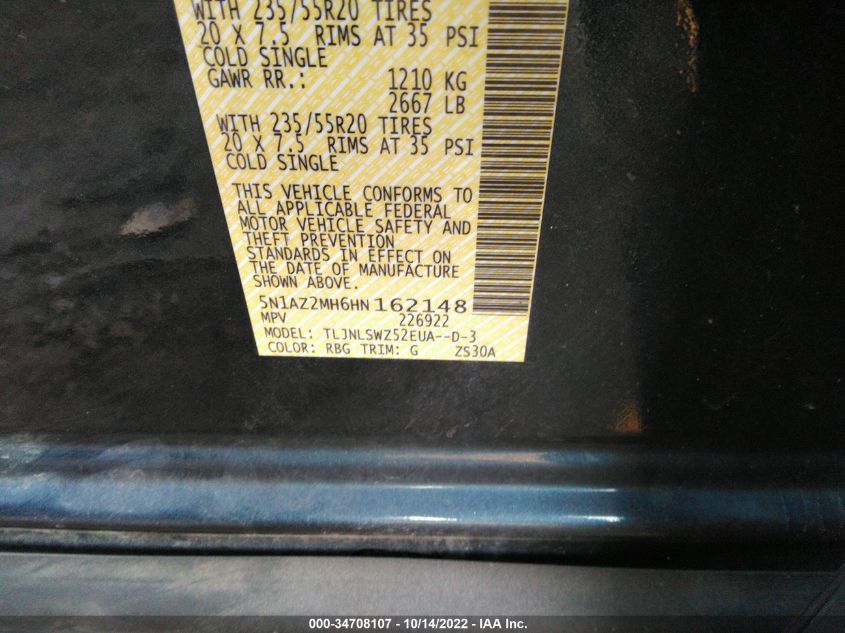 WITH 235/55R20 TIRES
20 X 7.5 RIMS AT 35 PSI
COLD SINGLE
GAWR RR.: 1210 KG
2667 LB
WITH 235/55R20 TIRES
20 X 7.5 RIMS AT 35 PSI
COLD SINGLE
THIS VEHICLE CONFORMS TO
ALL APPLICABLE FEDERAL
MOTOR VEHICLE SAFETY AND
THEFT PREVENTION
STANDARDS IN EFFECT ON
THE DATE OF MANUFACTURE
SHOWN ABOVE.
5N1AZ2MH6HN162148
MPV 226922
MODEL: TLJNLSWZ52EUA--D-3
COLOR: RBG TRIM: G ZS30A
000-34708107 - 10/14/2022 - IAA Inc.